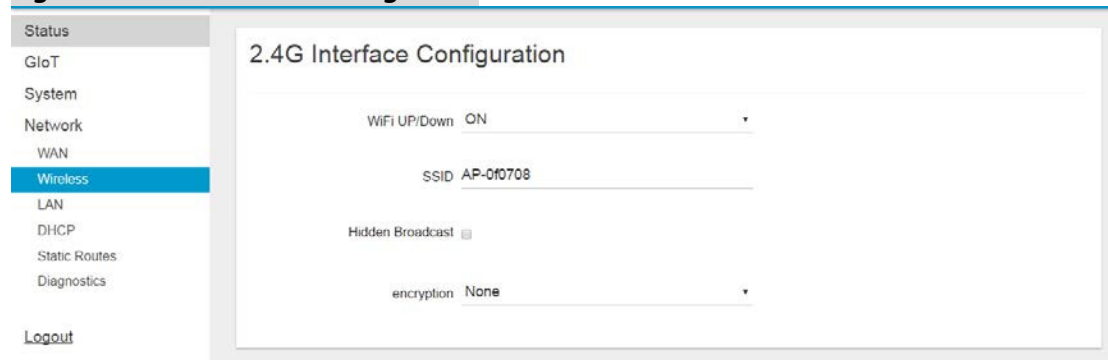 Status
GIoT
System
Network
WAN
Wireless
LAN
DHCP
Static Routes
Diagnostics
Logout
2.4G Interface Configuration
WiFi UP/Down ON
SSID AP-0f0708
Hidden Broadcast
encryption None